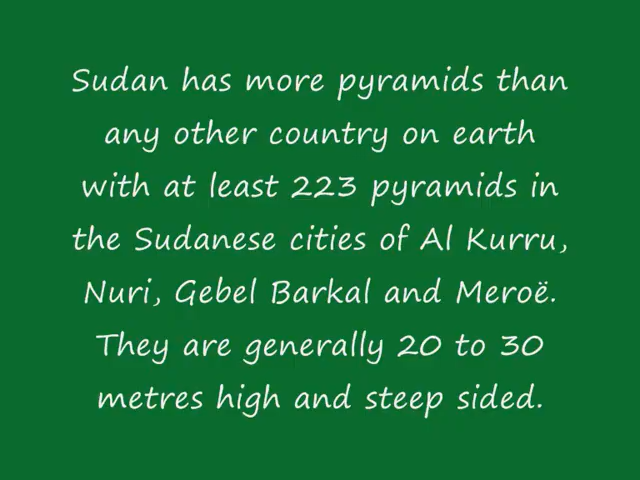 Sudan has more pyramids than
any other country on earth
with at least 223 pyramids in
the Sudanese cities of Al Kurru,
Nuri, Gebel Barkal and Meroë.
They are generally 20 to 30
metres high and steep sided.